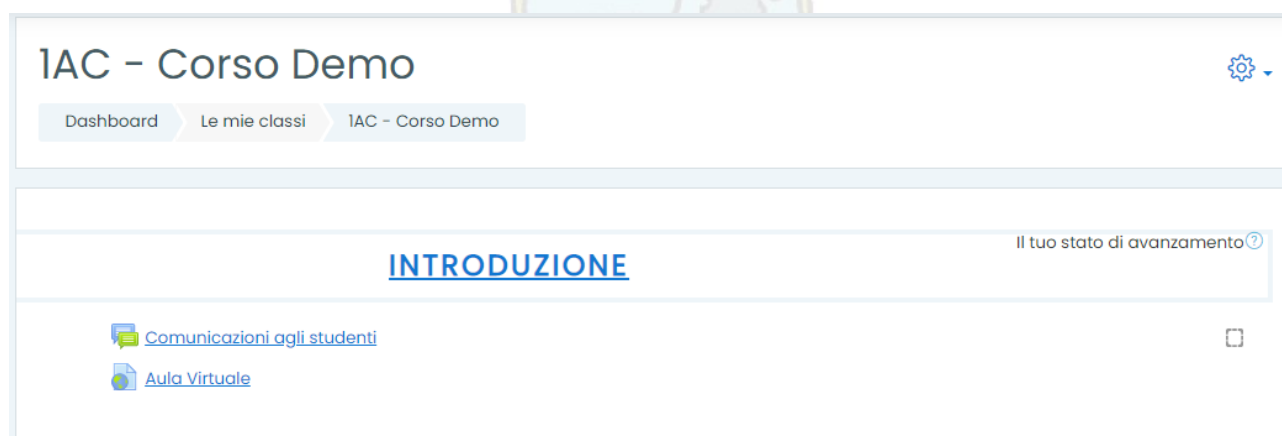 1AC - Corso Demo
Dashboard Le mie classi 1AC - Corso Demo
Il tuo stato di avanzamento
INTRODUZIONE
Comunicazioni agli studenti
Aula Virtuale